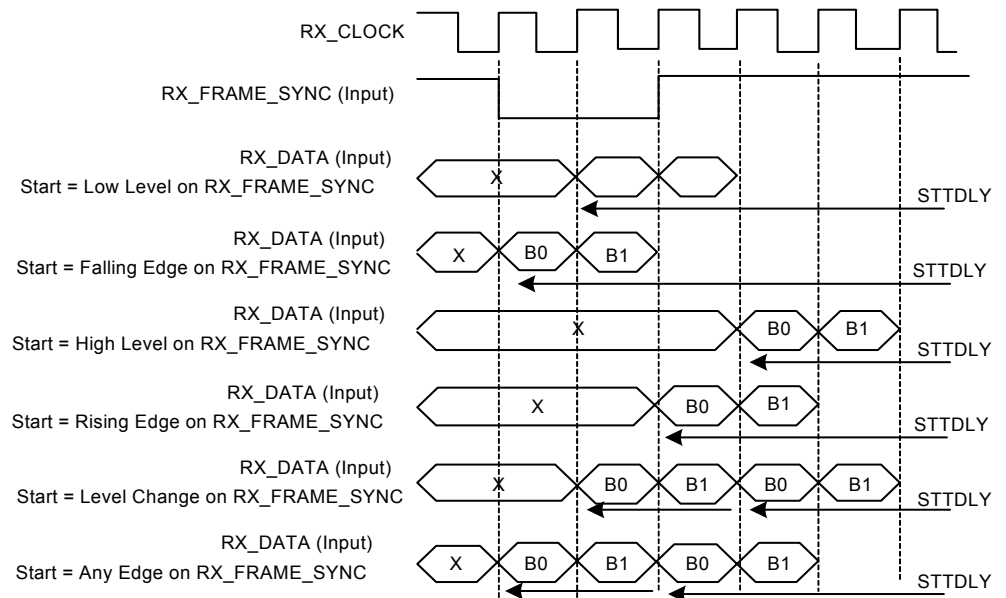 RX_CLOCK
RX_FRAME_SYNC (Input)
RX_DATA (Input)
Start = Low Level on RX_FRAME_SYNC
X
STTDLY
RX_DATA (Input)
Start = Falling Edge on RX_FRAME_SYNC
X B0 B1
STTDLY
RX_DATA (Input)
Start = High Level on RX_FRAME_SYNC
X B0 B1
STTDLY
RX_DATA (Input)
Start = Rising Edge on RX_FRAME_SYNC
X B0 B1
STTDLY
RX_DATA (Input)
Start = Level Change on RX_FRAME_SYNC
X B0 B1 B0 B1
STTDLY
RX_DATA (Input)
Start = Any Edge on RX_FRAME_SYNC
X B0 B1 B0 B1
STTDLY